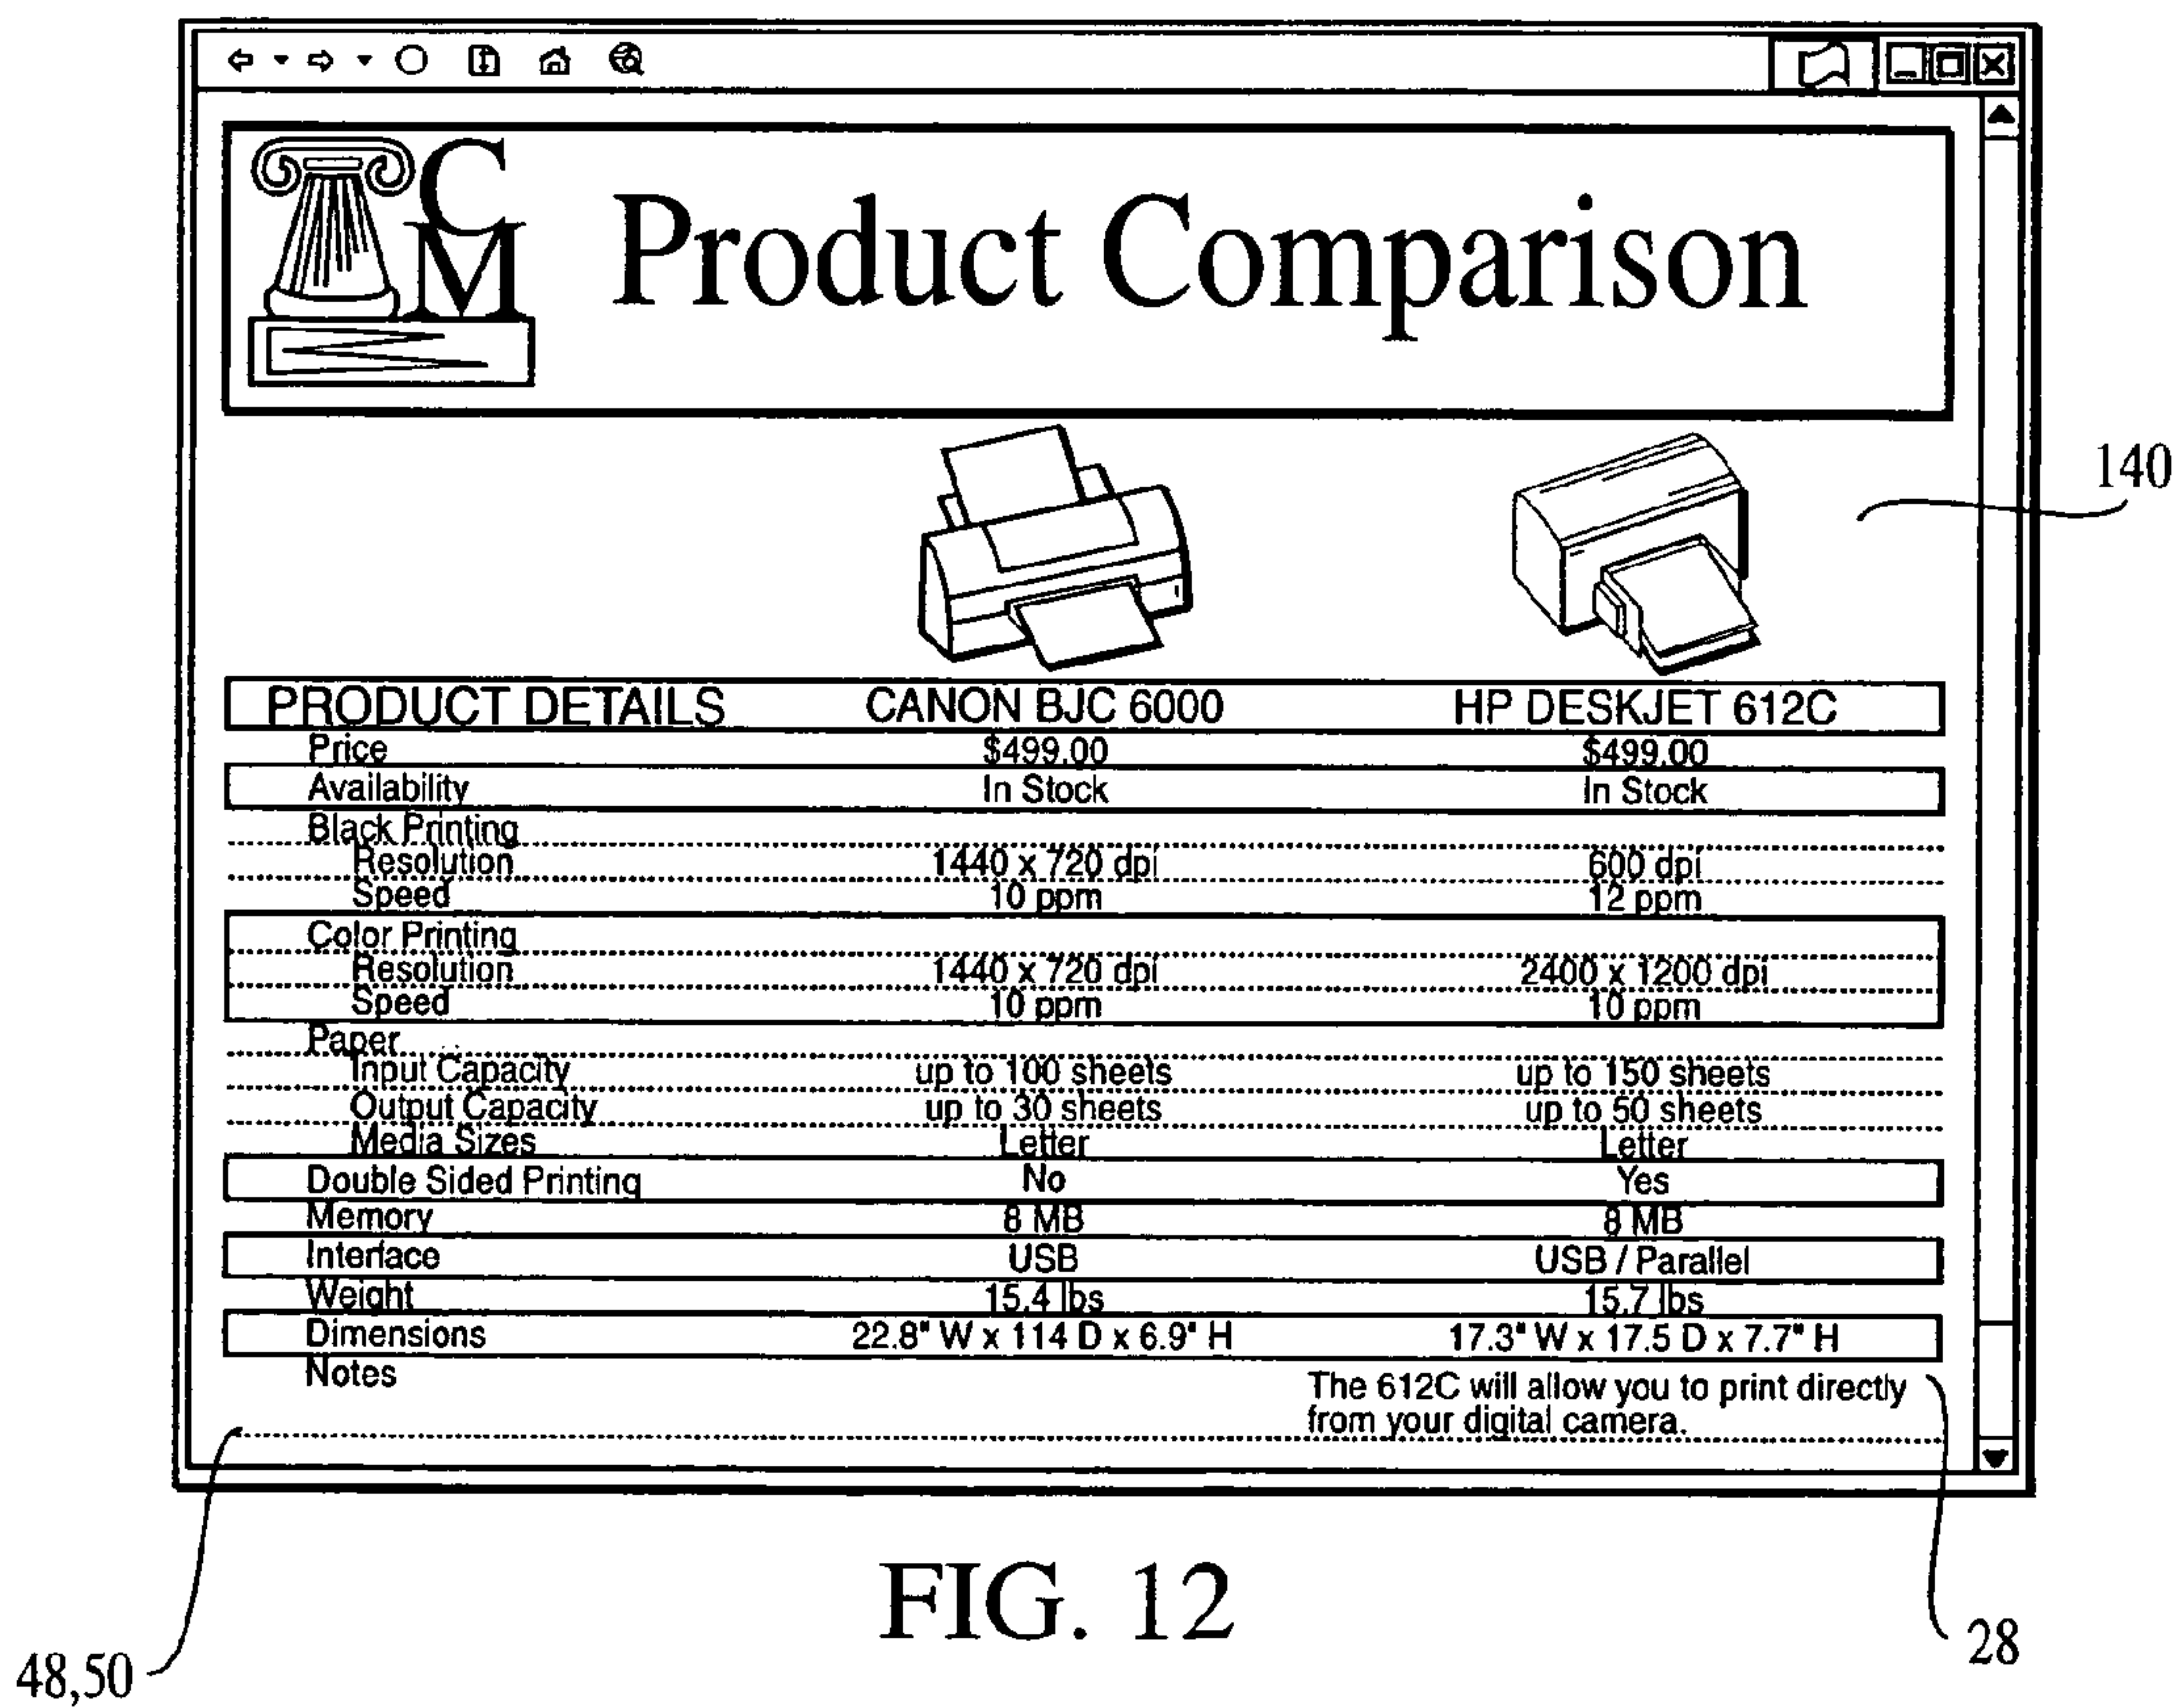 C
M
Product Comparison
140
PRODUCT DETAILS CANON BJC 6000 HP DESKJET 612C
Price $499.00 $499.00
Availability In Stock In Stock
Black Printing
Resolution 1440 x 720 dpi 600 dpi
Speed 10 ppm 12 ppm
Color Printing
Resolution 1440 x 720 dpi 2400 x 1200 dpi
Speed 10 ppm 10 ppm
Paper
Input Capacity up to 100 sheets up to 150 sheets
Output Capacity up to 30 sheets up to 50 sheets
Media Sizes Letter Letter
Double Sided Printing No Yes
Memory 8 MB 8 MB
Interface USB USB / Parallel
Weight 15.4 lbs 15.7 lbs
Dimensions 22.8" W x 114 D x 6.9" H 17.3" W x 17.5 D x 7.7" H
Notes
The 612C will allow you to print directly
from your digital camera.
FIG. 12
48,50
28